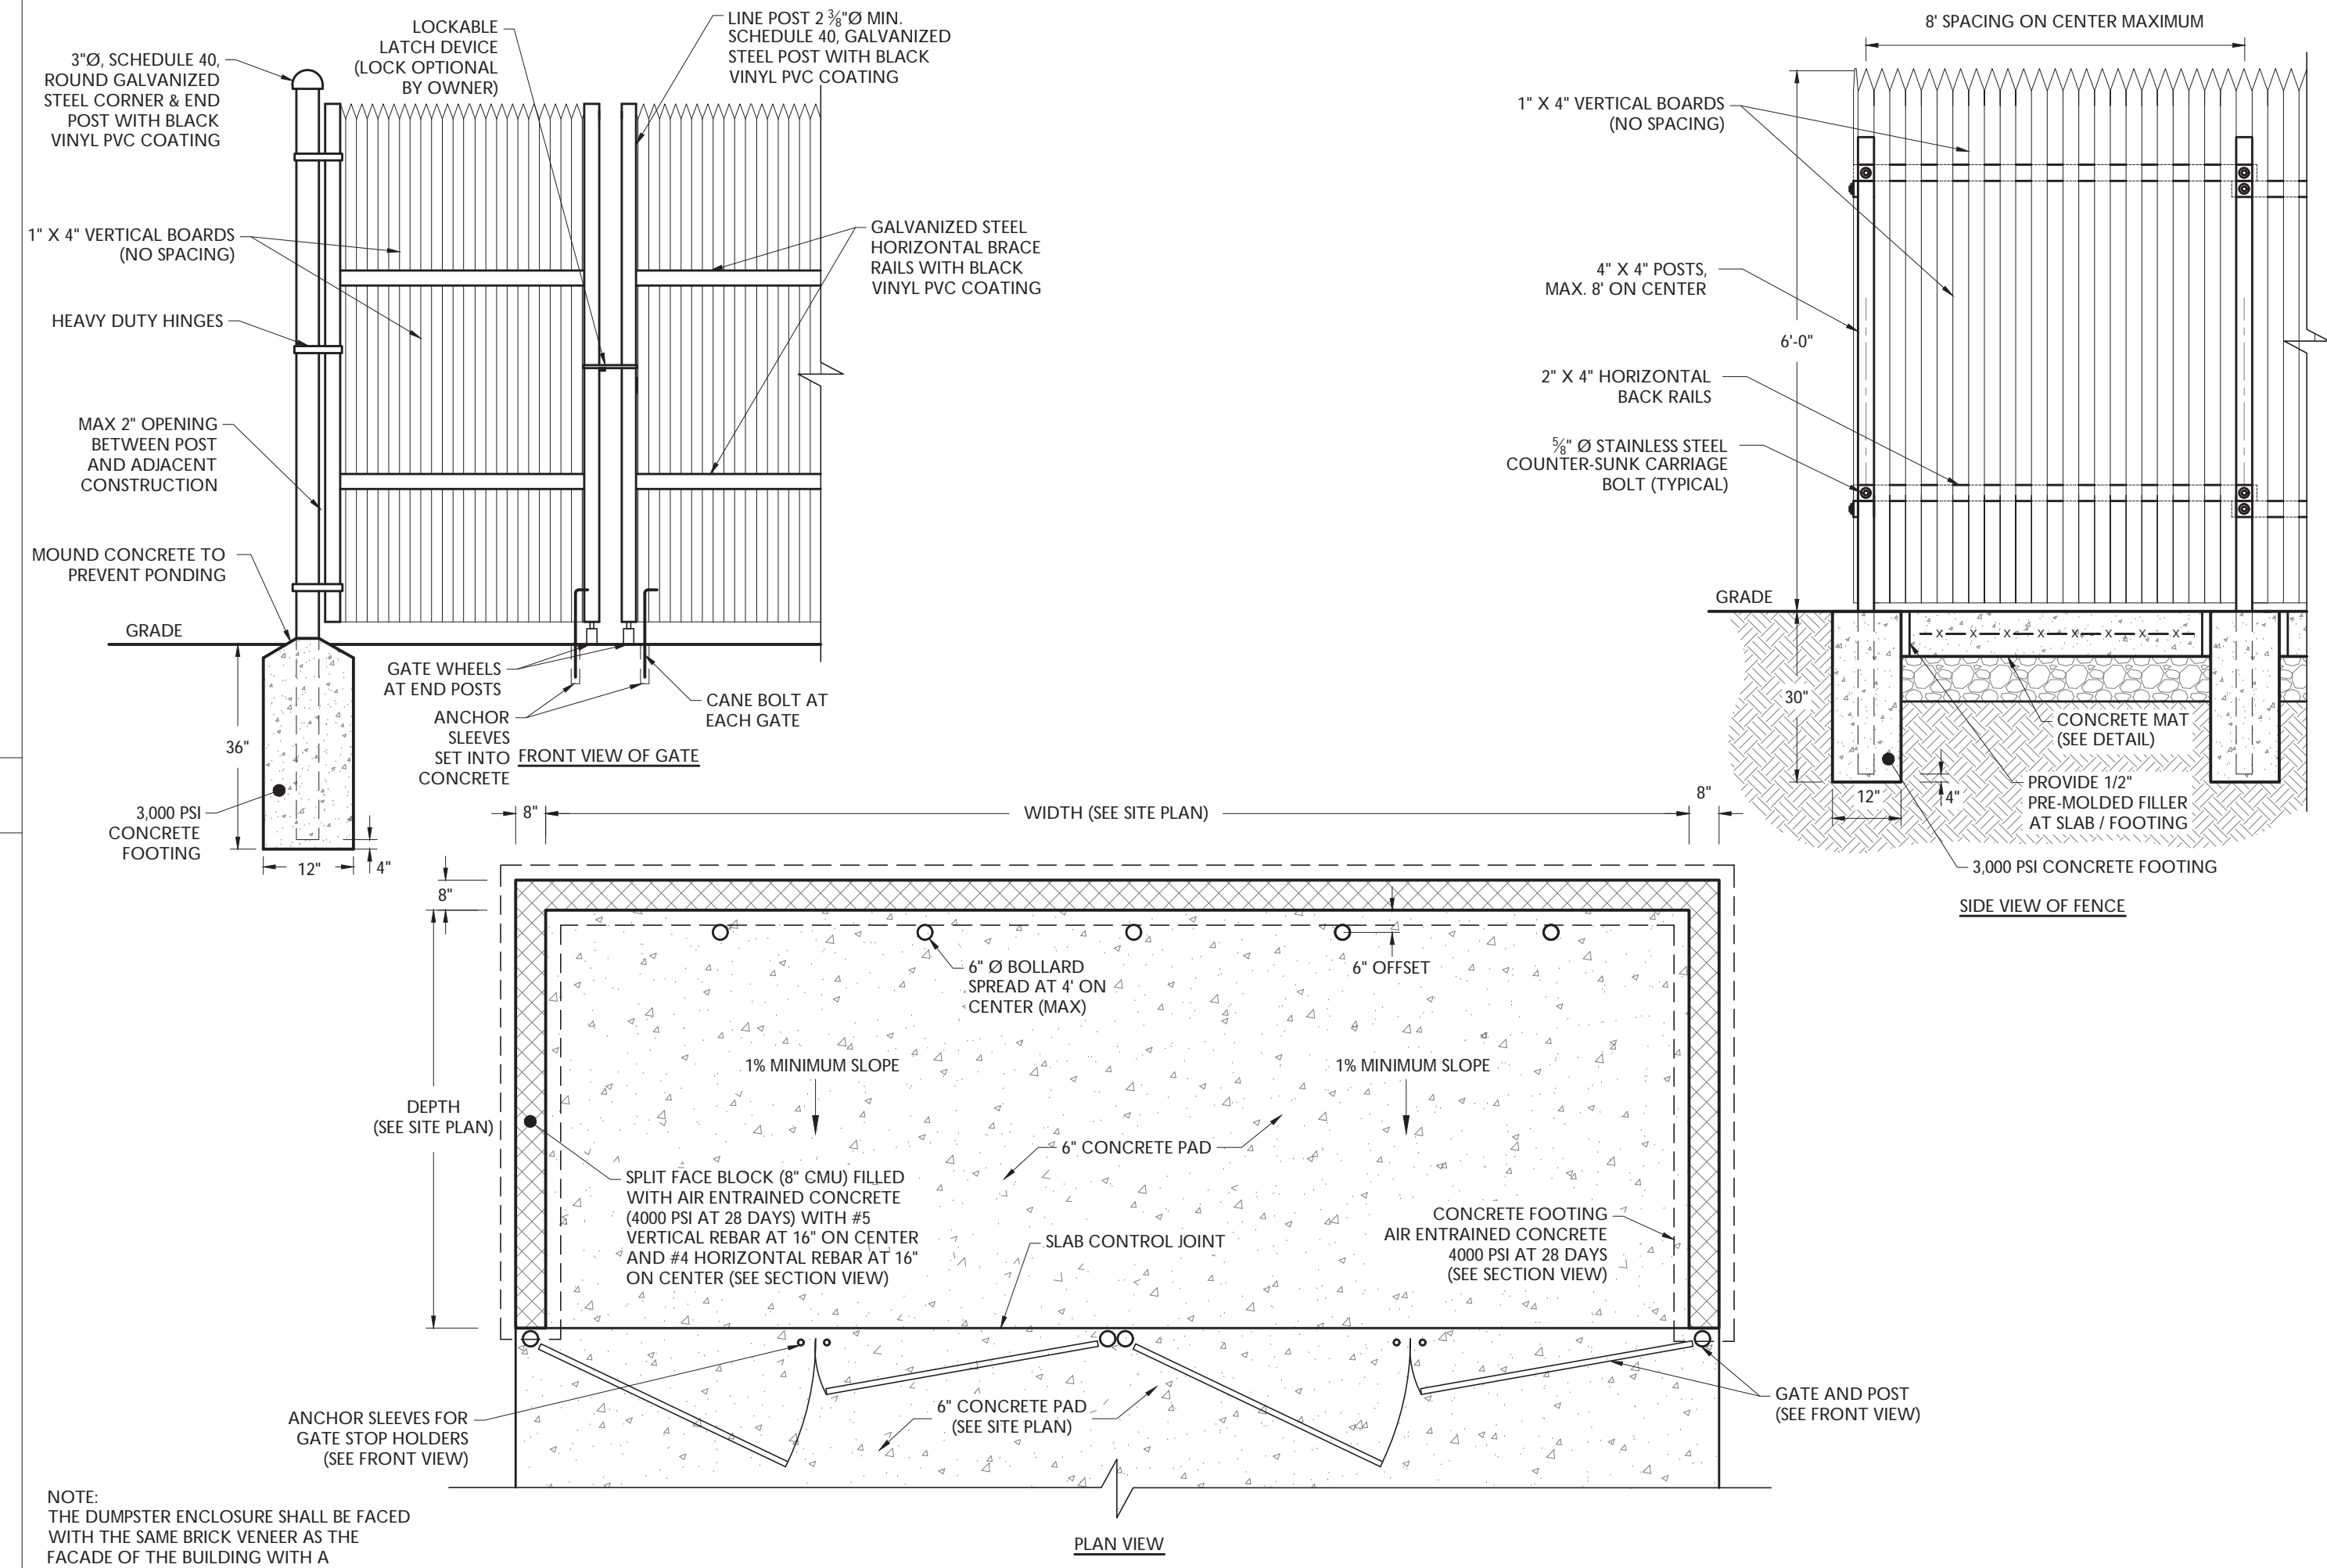 LOCKABLE
LATCH DEVICE
(LOCK OPTIONAL
BY OWNER)
LINE POST 2 ⅜"Ø MIN.
SCHEDULE 40, GALVANIZED
STEEL POST WITH BLACK
VINYL PVC COATING
3"Ø, SCHEDULE 40,
ROUND GALVANIZED
STEEL CORNER & END
POST WITH BLACK
VINYL PVC COATING
1" X 4" VERTICAL BOARDS
(NO SPACING)
GALVANIZED STEEL
HORIZONTAL BRACE
RAILS WITH BLACK
VINYL PVC COATING
HEAVY DUTY HINGES
MAX 2" OPENING
BETWEEN POST
AND ADJACENT
CONSTRUCTION
MOUND CONCRETE TO
PREVENT PONDING
GRADE
GATE WHEELS
AT END POSTS
CANE BOLT AT
EACH GATE
ANCHOR
SLEEVES
SET INTO
CONCRETE
FRONT VIEW OF GATE
36"
3,000 PSI
CONCRETE
FOOTING
12"
4"
8' SPACING ON CENTER MAXIMUM
1" X 4" VERTICAL BOARDS
(NO SPACING)
4" X 4" POSTS,
MAX. 8' ON CENTER
6'-0"
2" X 4" HORIZONTAL
BACK RAILS
⅝" Ø STAINLESS STEEL
COUNTER-SUNK CARRIAGE
BOLT (TYPICAL)
GRADE
X X X X X X X X
30"
CONCRETE MAT
(SEE DETAIL)
PROVIDE 1/2"
PRE-MOLDED FILLER
AT SLAB / FOOTING
12"
4"
3,000 PSI CONCRETE FOOTING
SIDE VIEW OF FENCE
8"
WIDTH (SEE SITE PLAN)
8"
8"
6" Ø BOLLARD
SPREAD AT 4' ON
CENTER (MAX)
6" OFFSET
1% MINIMUM SLOPE
1% MINIMUM SLOPE
DEPTH
(SEE SITE PLAN)
6" CONCRETE PAD
SPLIT FACE BLOCK (8" CMU) FILLED
WITH AIR ENTRAINED CONCRETE
(4000 PSI AT 28 DAYS) WITH #5
VERTICAL REBAR AT 16" ON CENTER
AND #4 HORIZONTAL REBAR AT 16"
ON CENTER (SEE SECTION VIEW)
SLAB CONTROL JOINT
CONCRETE FOOTING
AIR ENTRAINED CONCRETE
4000 PSI AT 28 DAYS
(SEE SECTION VIEW)
ANCHOR SLEEVES FOR
GATE STOP HOLDERS
(SEE FRONT VIEW)
6" CONCRETE PAD
(SEE SITE PLAN)
GATE AND POST
(SEE FRONT VIEW)
PLAN VIEW
NOTE:
THE DUMPSTER ENCLOSURE SHALL BE FACED
WITH THE SAME BRICK VENEER AS THE
FACADE OF THE BUILDING WITH A